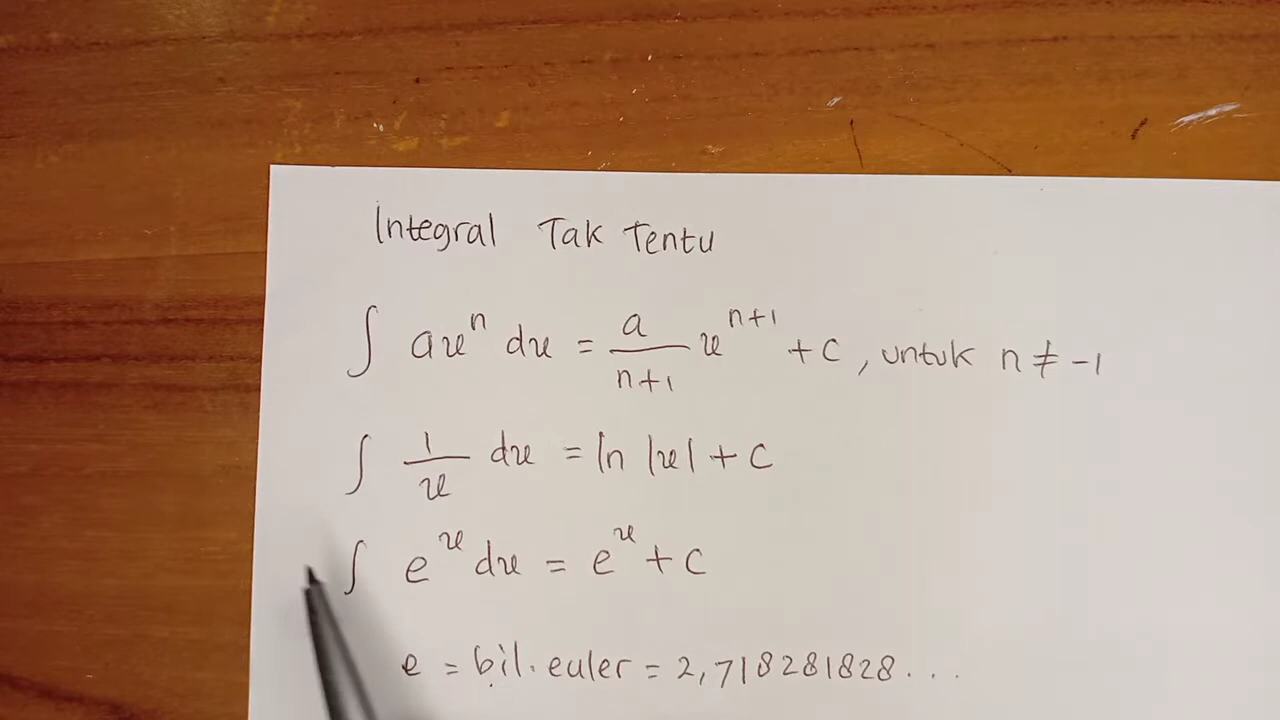 Integral Tak Tentu
∫ axⁿ dx = a/(n+1) xⁿ⁺¹ + C, untuk n ≠ -1
∫ 1/x dx = ln |x| + C
∫ eˣ dx = eˣ + C
e = bil. euler = 2,718281828...